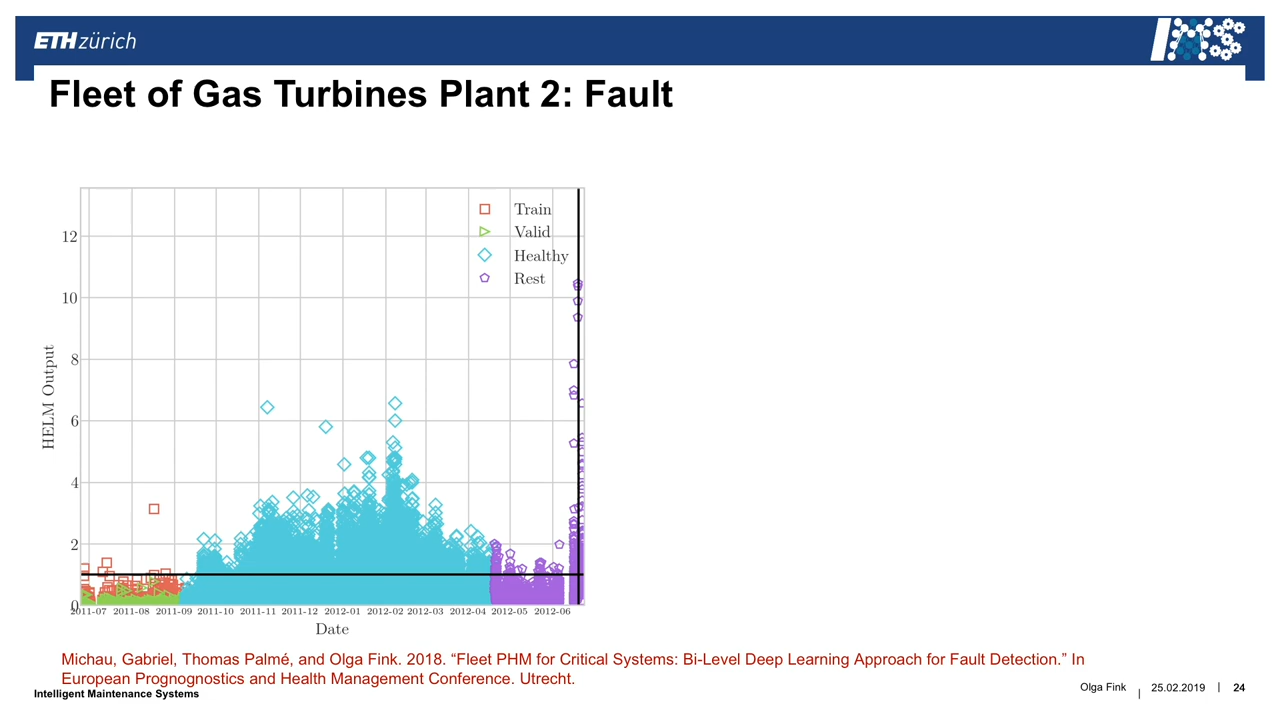 ETH zürich
IMS
Fleet of Gas Turbines Plant 2: Fault
Train
Valid
Healthy
Rest
12
10
8
6
4
2
0
HELM Output
2011-07 2011-08 2011-09 2011-10 2011-11 2011-12 2012-01 2012-02 2012-03 2012-04 2012-05 2012-06
Date
Michau, Gabriel, Thomas Palmé, and Olga Fink. 2018. “Fleet PHM for Critical Systems: Bi-Level Deep Learning Approach for Fault Detection.” In
European Prognognostics and Health Management Conference. Utrecht.
Intelligent Maintenance Systems
Olga Fink | 25.02.2019 | 24